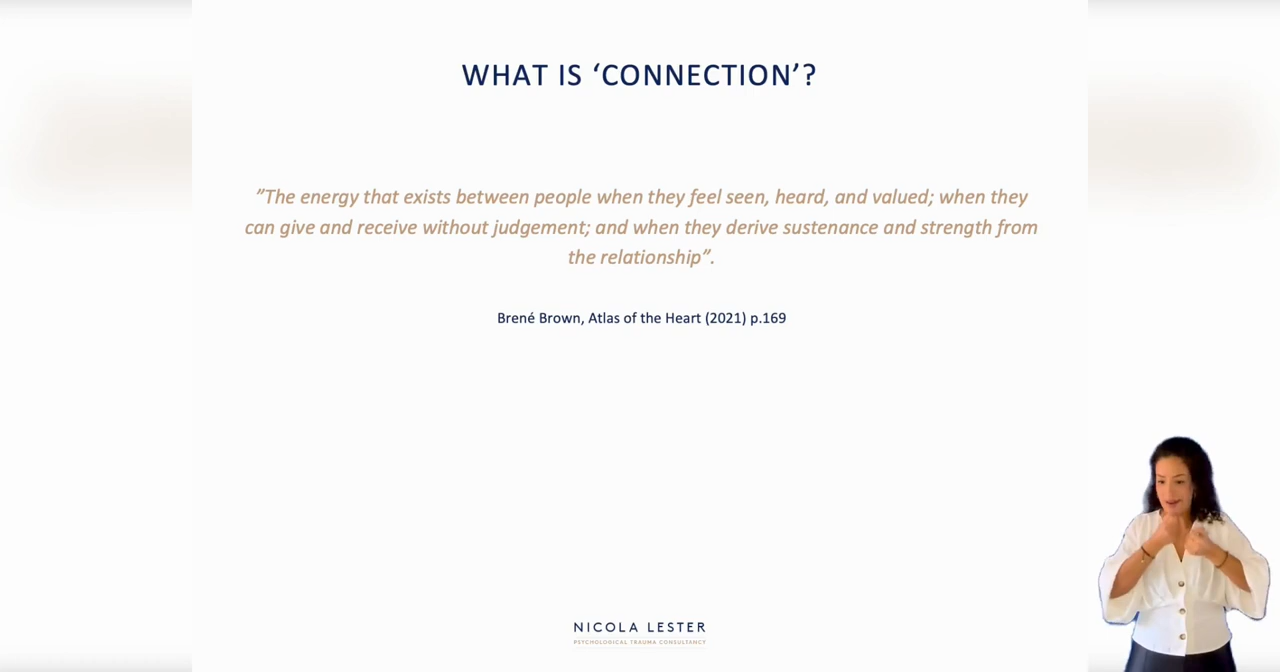 WHAT IS ‘CONNECTION’?
”The energy that exists between people when they feel seen, heard, and valued; when they
can give and receive without judgement; and when they derive sustenance and strength from
the relationship”.
Brené Brown, Atlas of the Heart (2021) p.169
NICOLA LESTER
PSYCHOLOGICAL TRAUMA CONSULTANCY